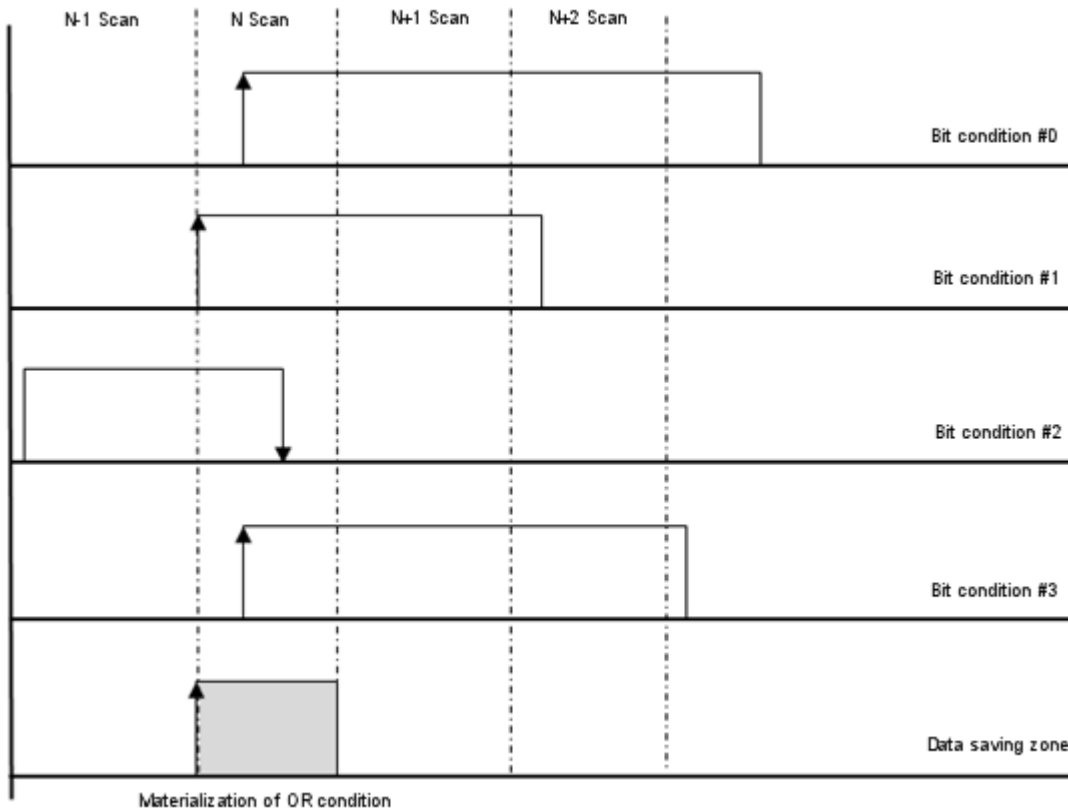 N-1 Scan N Scan N+1 Scan N+2 Scan
Bit condition #0
Bit condition #1
Bit condition #2
Bit condition #3
Data saving zone
Materialization of OR condition